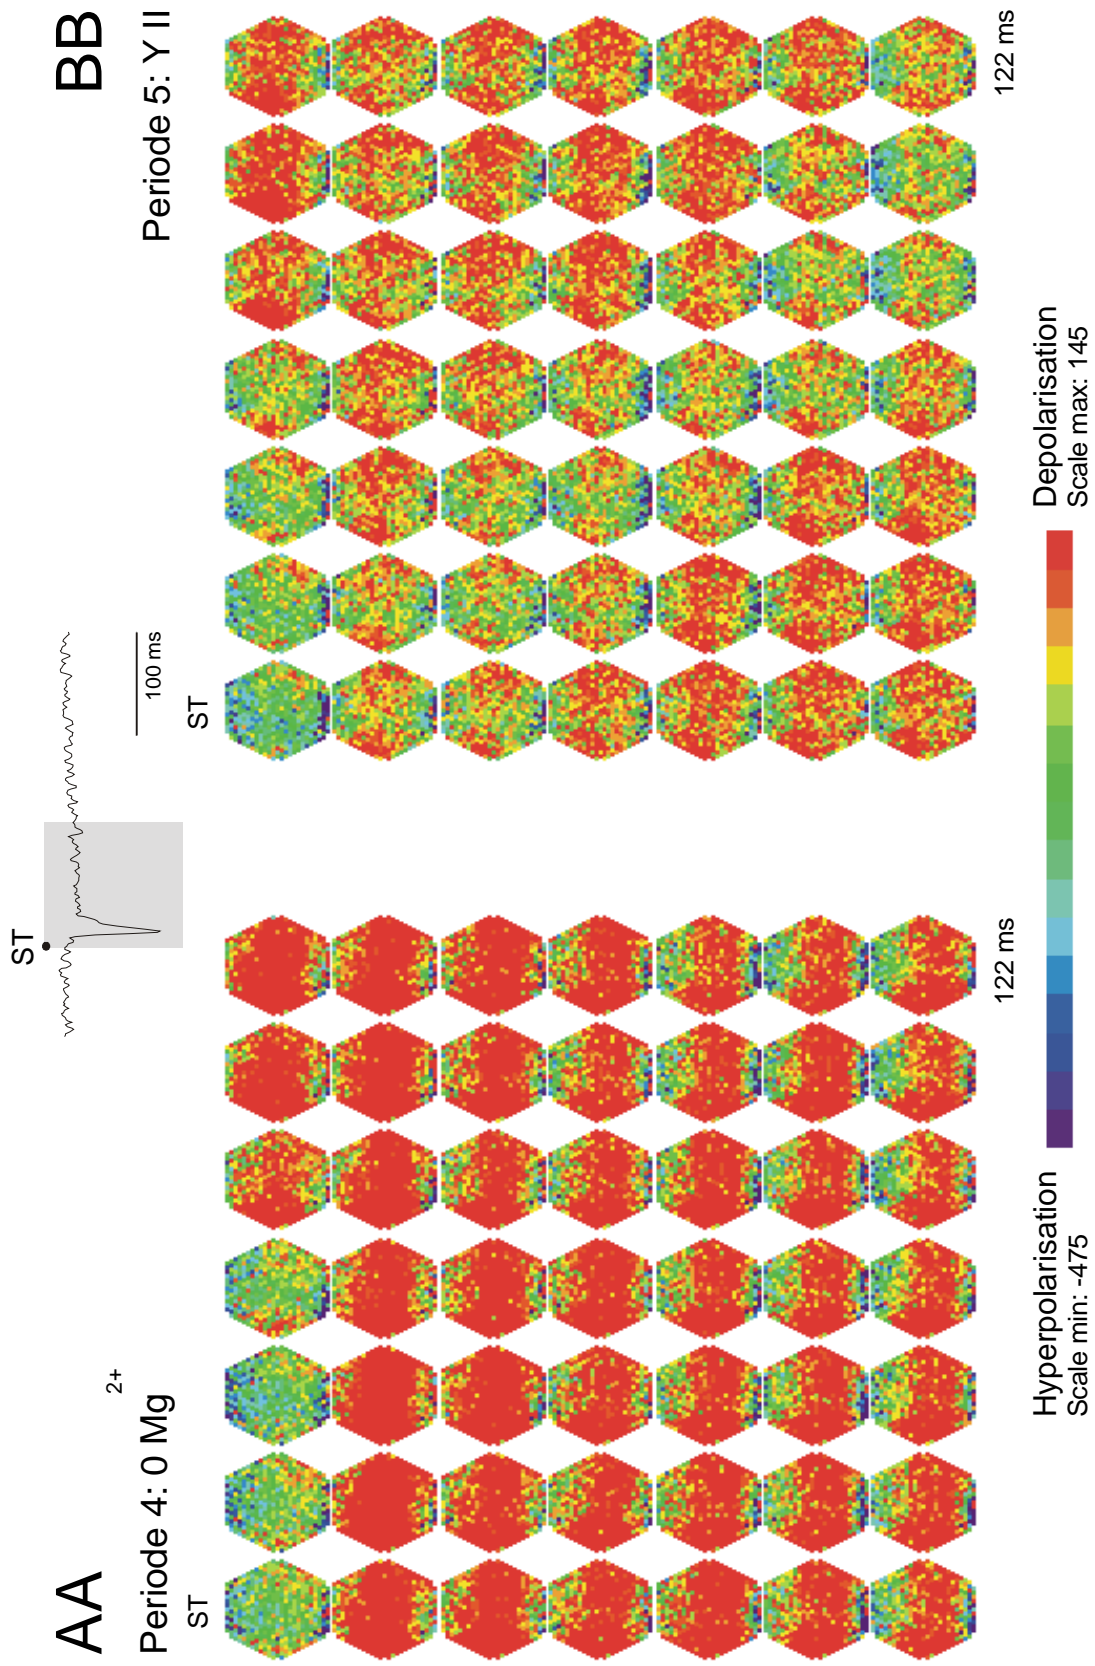 AA
BB
Periode 4: 0 Mg2+
Periode 5: Y II
ST
100 ms
ST
ST
122 ms
122 ms
Hyperpolarisation
Scale min: -475
Depolarisation
Scale max: 145